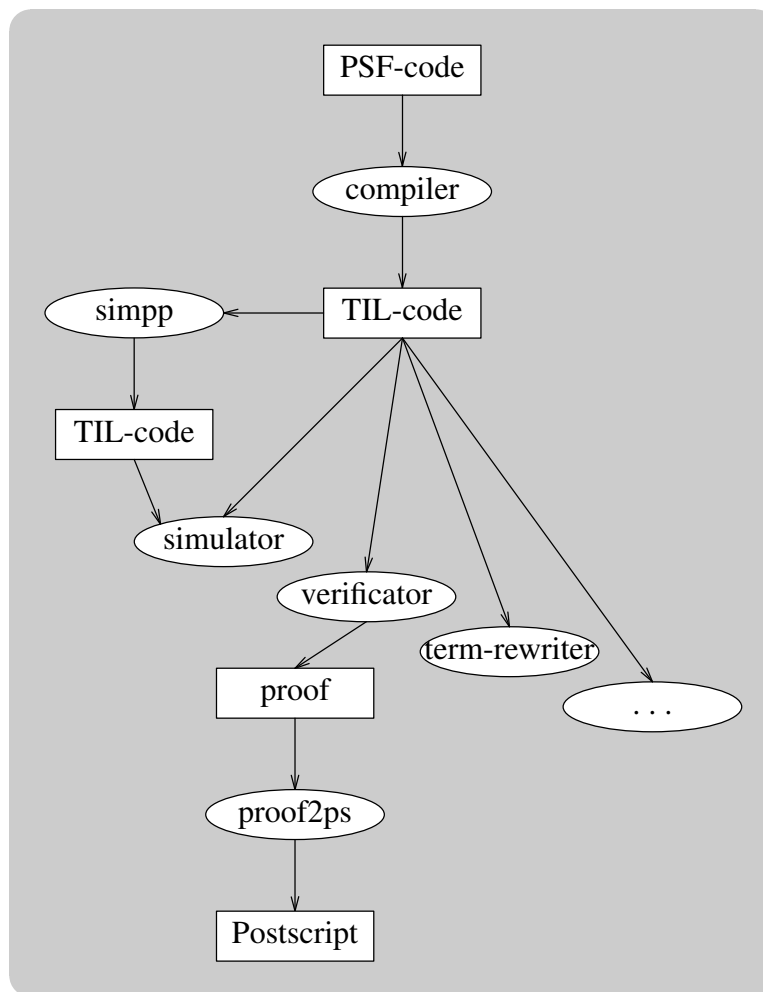 PSF-code
compiler
simpp
TIL-code
TIL-code
simulator
verificator
term-rewriter
proof
. . .
proof2ps
Postscript